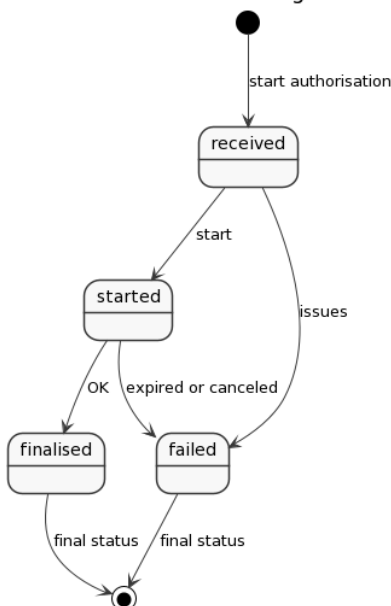 start authorisation
received
start
started
issues
OK
expired or canceled
finalised
failed
final status
final status